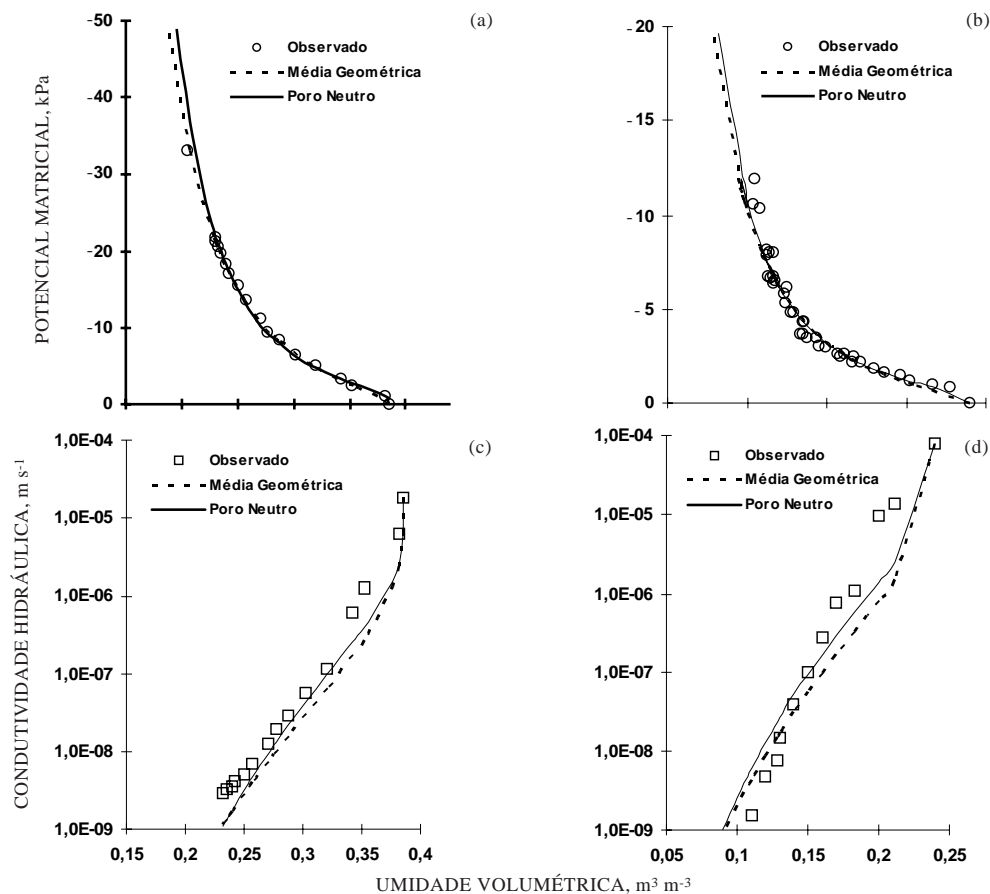 (a)
-50
-40
-30
-20
-10
0
Observado
Média Geométrica
Poro Neutro
POTENCIAL MATRICIAL, kPa
(b)
-20
-15
-10
-5
0
Observado
Média Geométrica
Poro Neutro
(c)
1,0E-04
1,0E-05
1,0E-06
1,0E-07
1,0E-08
1,0E-09
Observado
Média Geométrica
Poro Neutro
CONDUTIVIDADE HIDRÁULICA, m s-1
0,15 0,2 0,25 0,3 0,35 0,4
(d)
1,0E-04
1,0E-05
1,0E-06
1,0E-07
1,0E-08
1,0E-09
Observado
Média Geométrica
Poro Neutro
0,05 0,1 0,15 0,2 0,25
UMIDADE VOLUMÉTRICA, m³ m-³